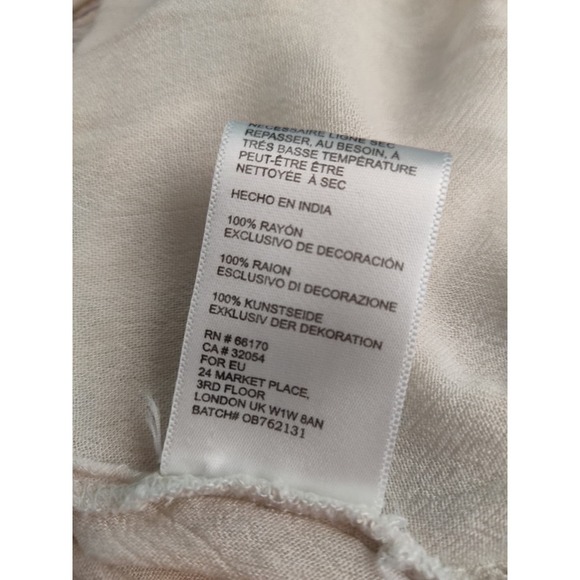 NÉCESSAIRE LIGNE SEC
REPASSER, AU BESOIN, À
TRÉS BASSE TEMPÉRATURE
PEUT-ÊTRE ÊTRE
NETTOYÉE À SEC
HECHO EN INDIA
100% RAYÓN
EXCLUSIVO DE DECORACIÓN
100% RAION
ESCLUSIVO DI DECORAZIONE
100% KUNSTSEIDE
EXKLUSIV DER DEKORATION
RN # 66170
CA # 32054
FOR EU
24 MARKET PLACE,
3RD FLOOR
LONDON UK W1W 8AN
BATCH# OB762131